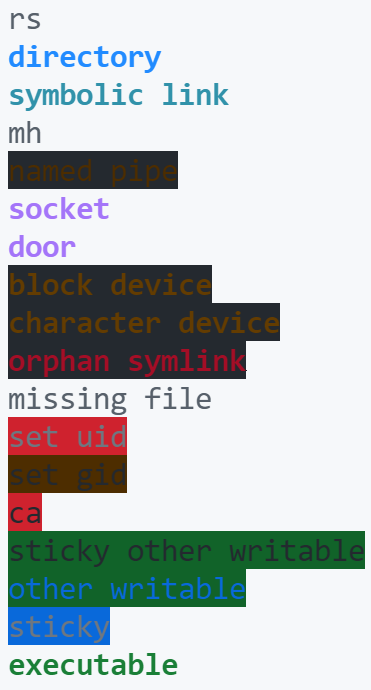 rs
directory
symbolic link
mh
named pipe
socket
door
block device
character device
orphan symlink
missing file
set uid
set gid
ca
sticky other writable
other writable
sticky
executable